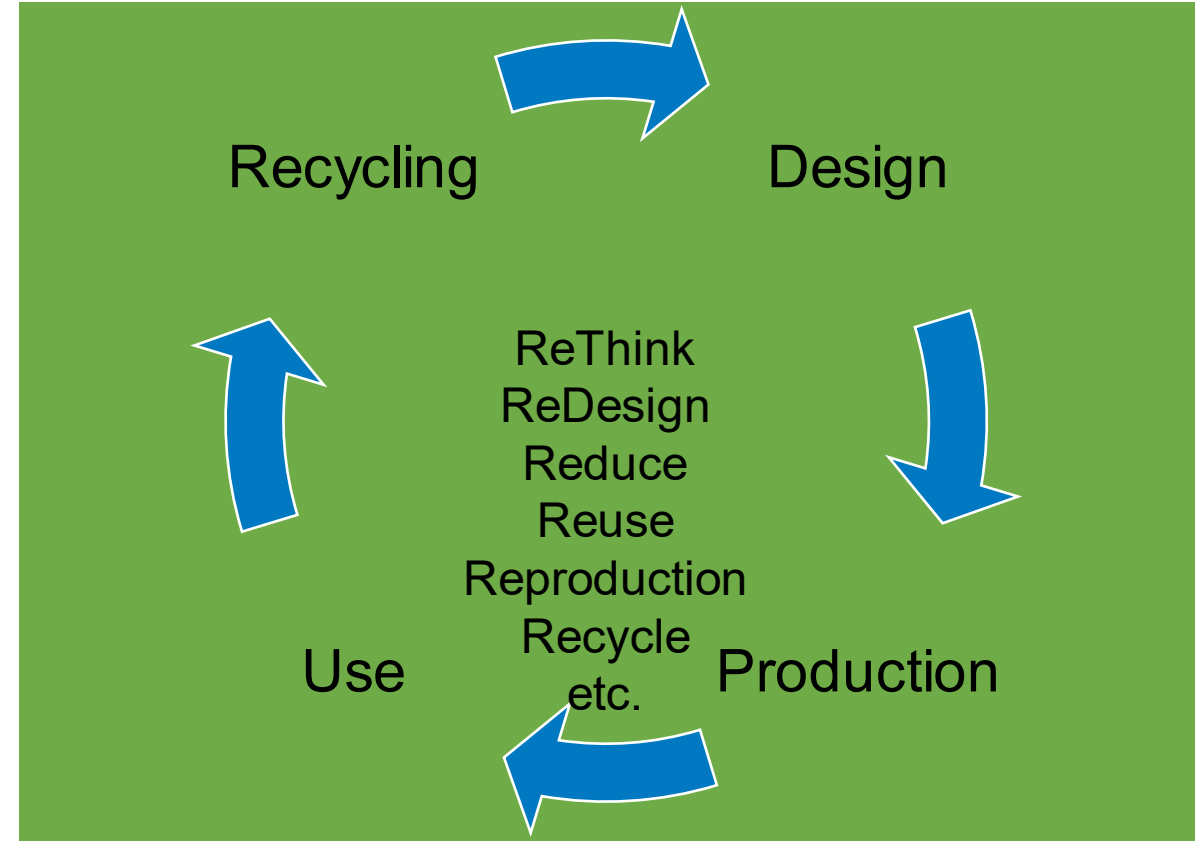 Recycling
Design
ReThink
ReDesign
Reduce
Reuse
Reproduction
Recycle
etc.
Use
Production